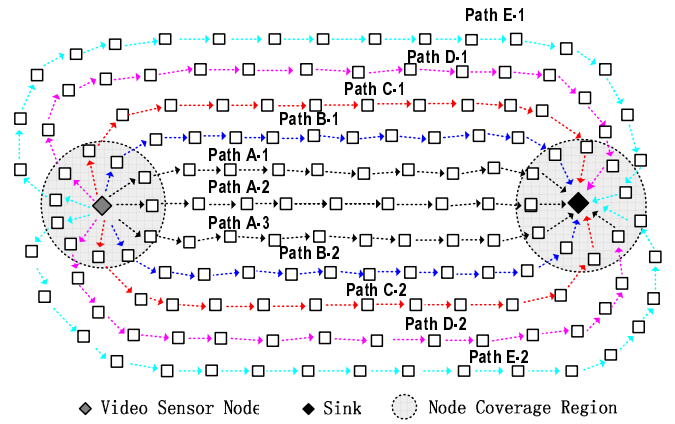 Path E-1
Path D-1
Path C-1
Path B-1
Path A-1
Path A-2
Path A-3
Path B-2
Path C-2
Path D-2
Path E-2
Video Sensor Node
Sink
Node Coverage Region